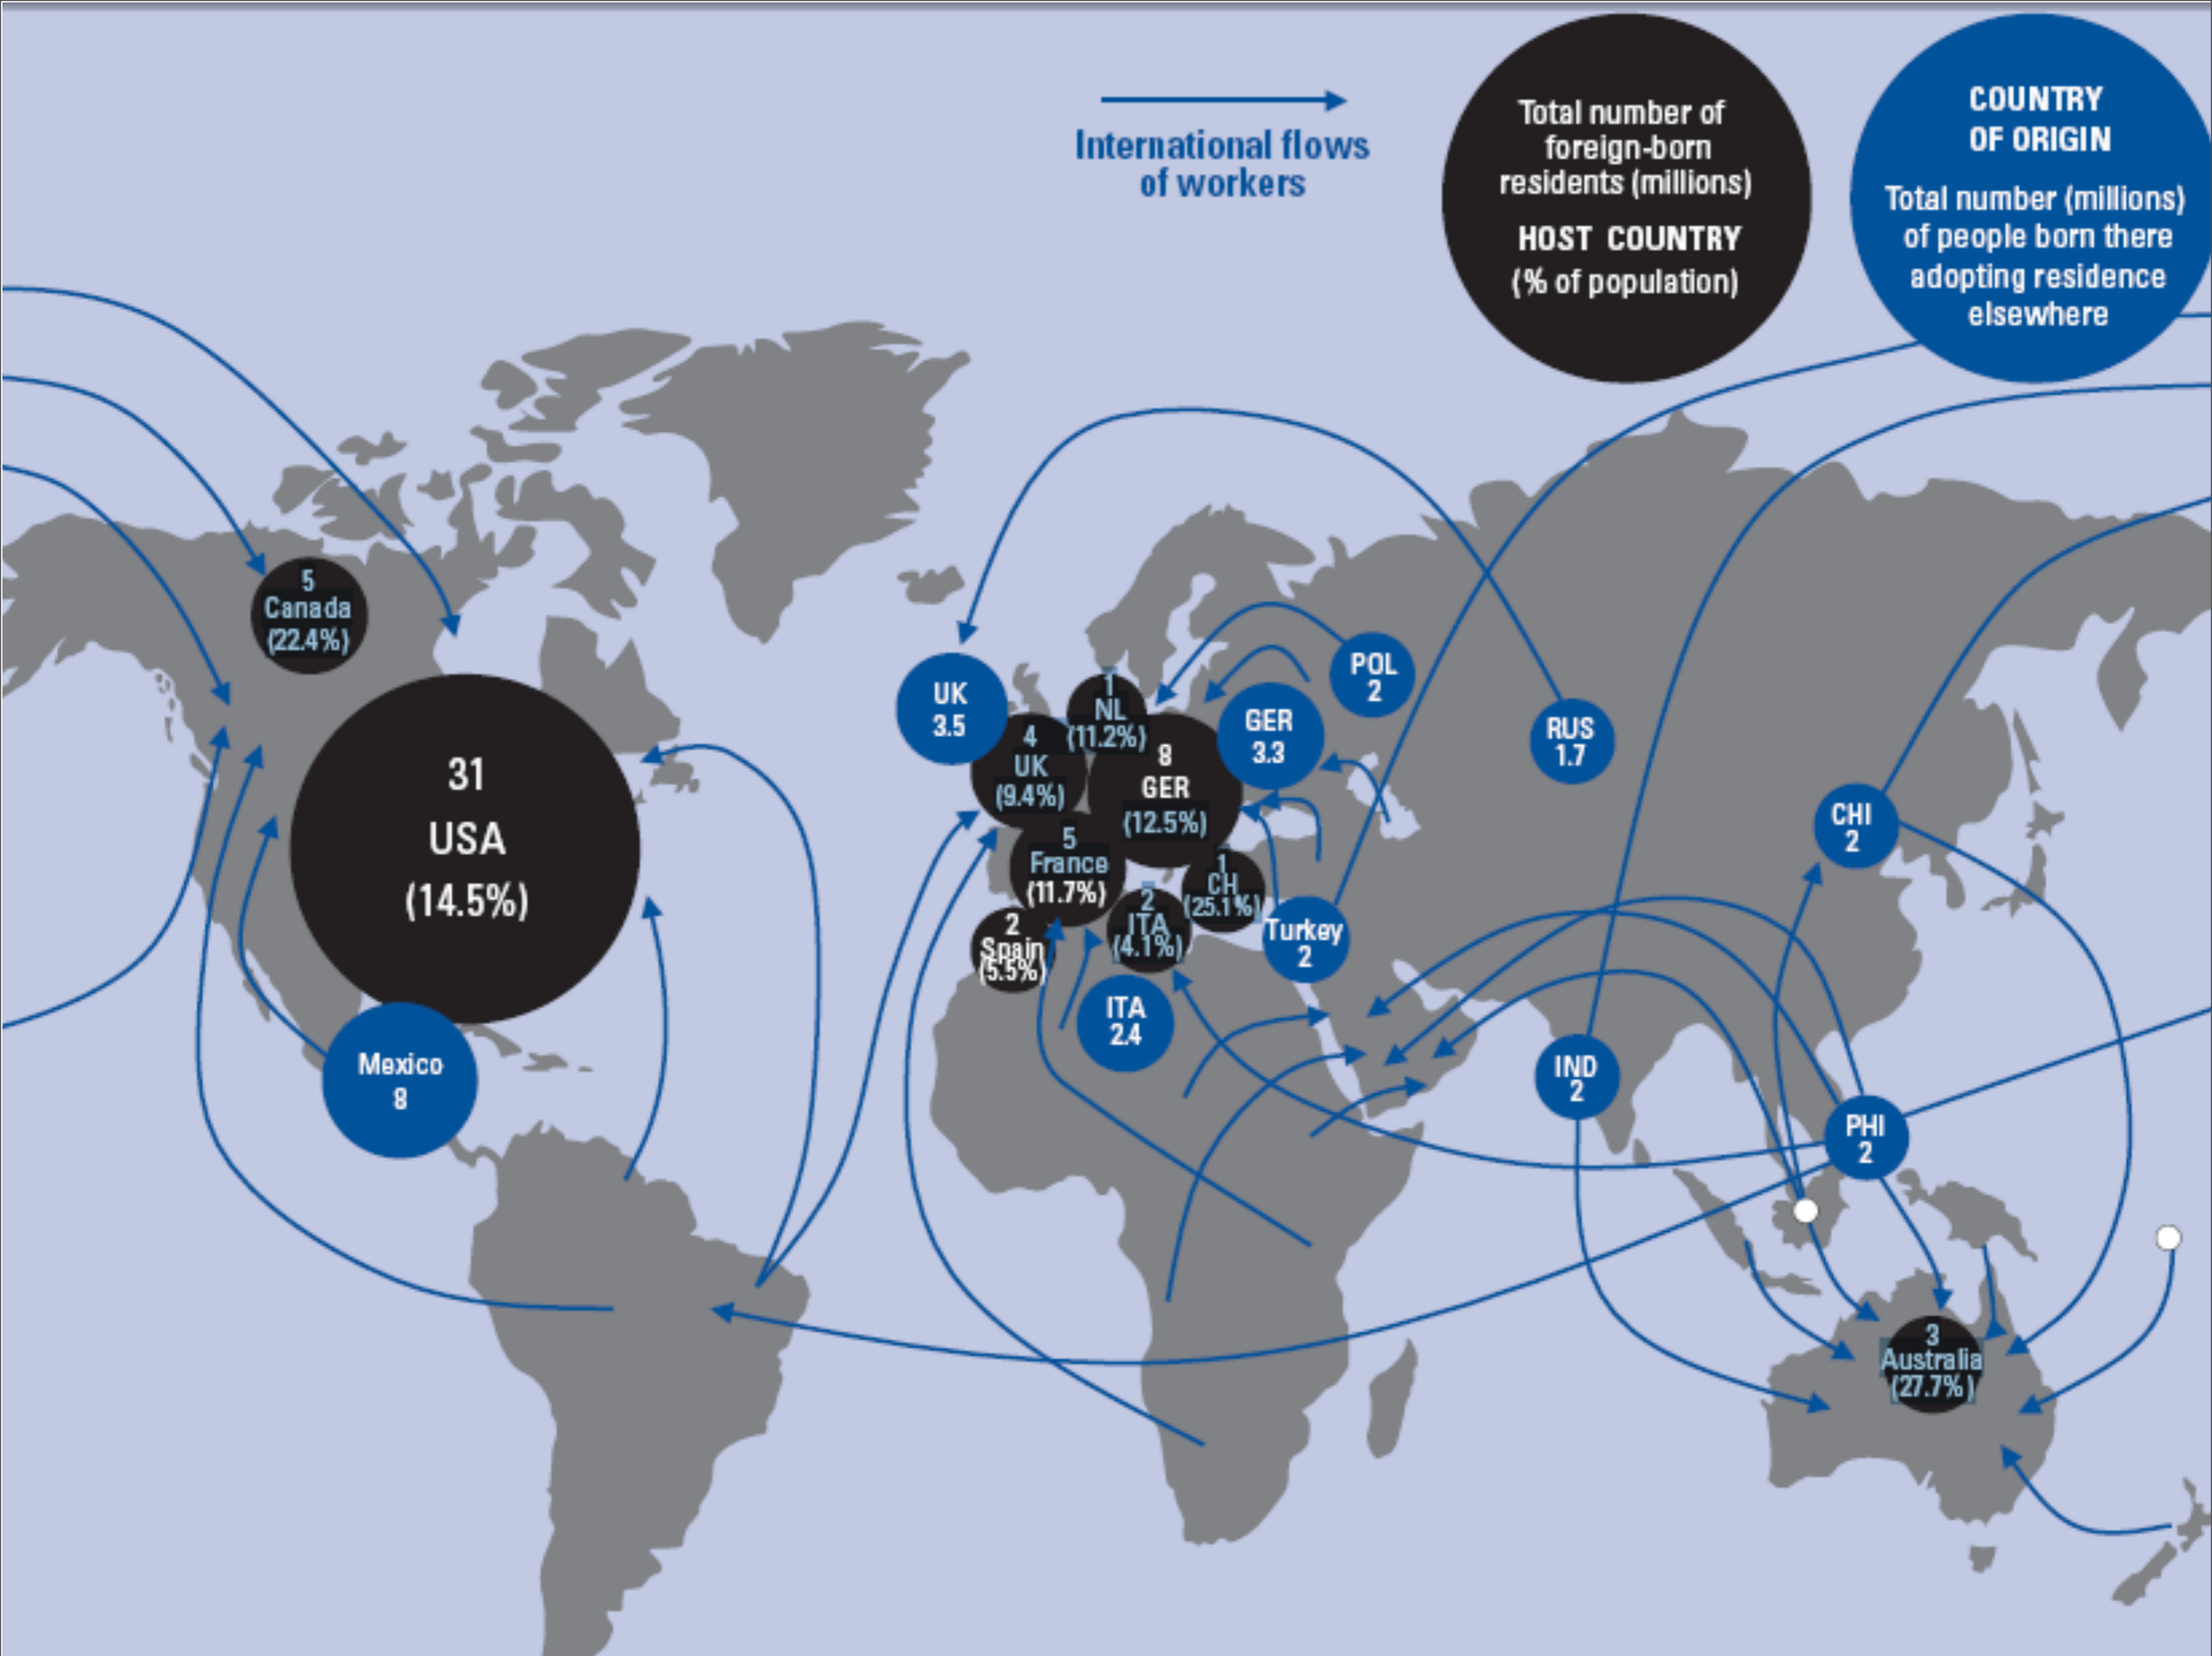 International flows
of workers
Total number of
foreign-born
residents (millions)
HOST COUNTRY
(% of population)
COUNTRY
OF ORIGIN
Total number (millions)
of people born there
adopting residence
elsewhere
5
Canada
(22.4%)
31
USA
(14.5%)
Mexico
8
UK
3.5
4
UK
(9.4%)
1
NL
(11.2%)
8
GER
(12.5%)
GER
3.3
POL
2
RUS
1.7
5
France
(11.7%)
1
CH
(25.1%)
2
ITA
(4.1%)
2
Spain
(5.5%)
ITA
2.4
Turkey
2
CHI
2
IND
2
PHI
2
3
Australia
(27.7%)